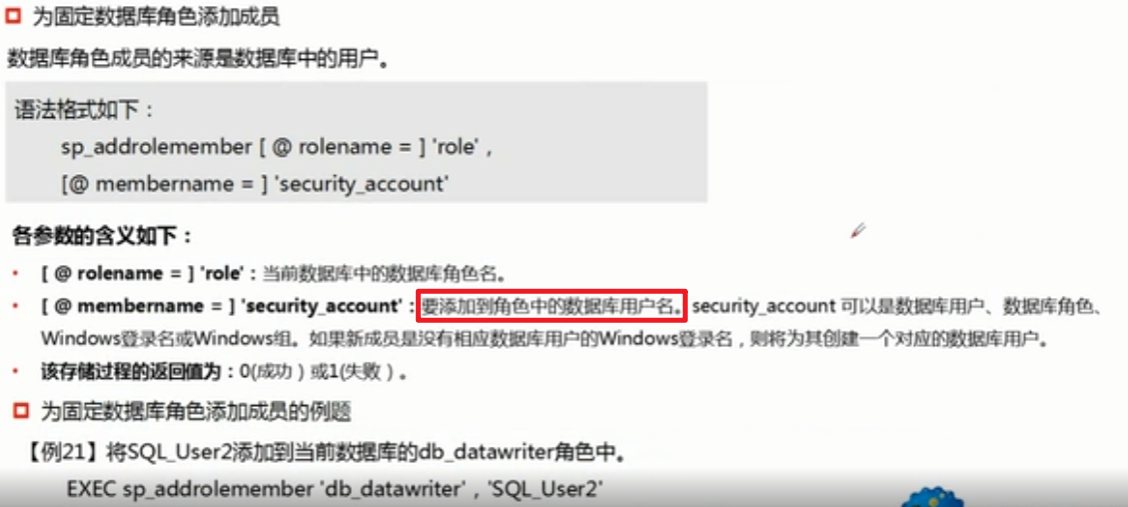 为固定数据库角色添加成员
数据库角色成员的来源是数据库中的用户。
语法格式如下：
sp_addrolemember [ @ rolename = ] 'role' ,
[@ membername = ] 'security_account'
各参数的含义如下：
• [ @ rolename = ] 'role'：当前数据库中的数据库角色名。
• [ @ membername = ] 'security_account'：要添加到角色中的数据库用户名。security_account 可以是数据库用户、数据库角色、
Windows登录名或Windows组。如果新成员是没有相应数据库用户的Windows登录名，则将为其创建一个对应的数据库用户。
• 该存储过程的返回值为：0(成功）或1(失败）。
为固定数据库角色添加成员的例题
【例21】将SQL_User2添加到当前数据库的db_datawriter角色中。
EXEC sp_addrolemember 'db_datawriter'，'SQL_User2'